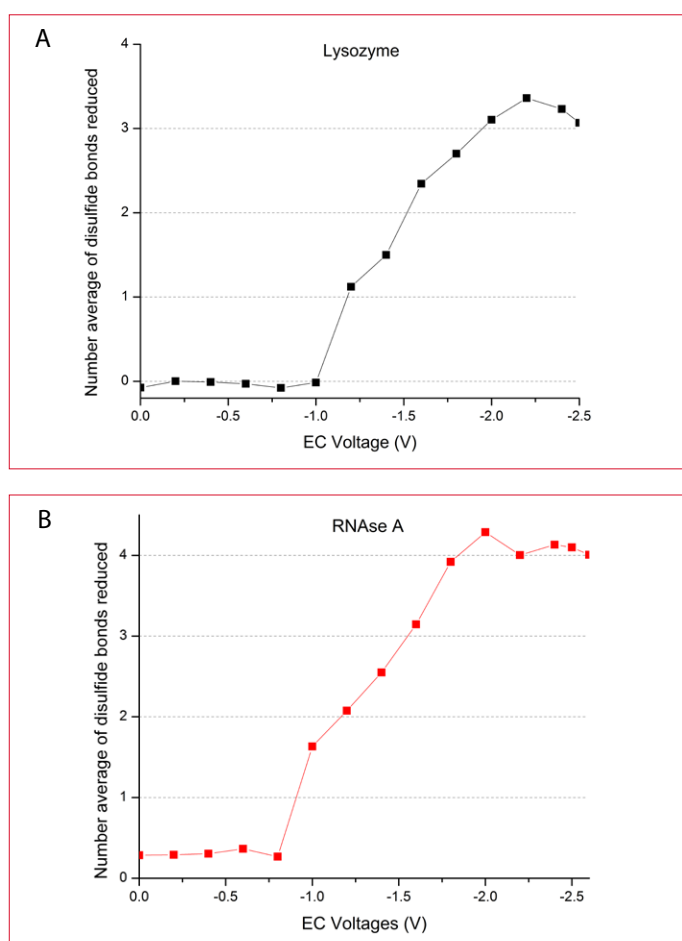 A
Lysozyme
Number average of disulfide bonds reduced
4
3
2
1
0
0.0 -0.5 -1.0 -1.5 -2.0 -2.5
EC Voltage (V)
B
RNAse A
Number average of disulfide bonds reduced
4
3
2
1
0
0.0 -0.5 -1.0 -1.5 -2.0 -2.5
EC Voltages (V)